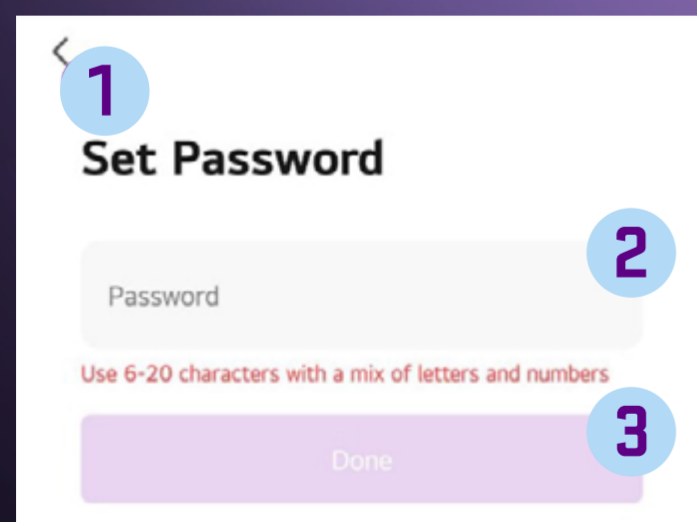 1
Set Password
2
Password
Use 6-20 characters with a mix of letters and numbers
3
Done